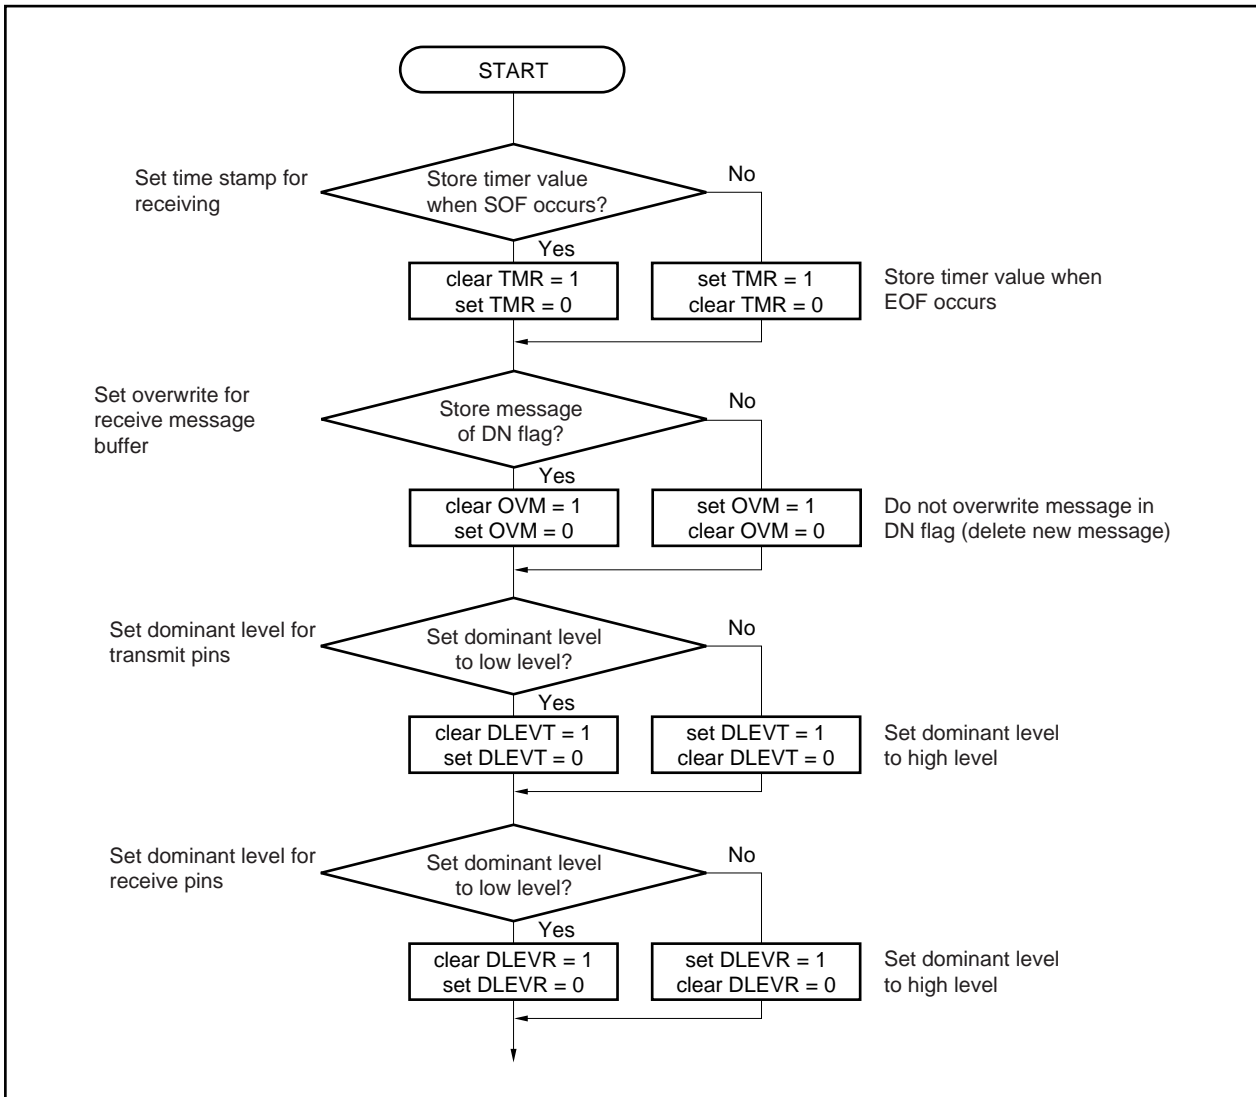 START
Set time stamp for
receiving
Store timer value
when SOF occurs?
No
Yes
clear TMR = 1
set TMR = 0
set TMR = 1
clear TMR = 0
Store timer value when
EOF occurs
Set overwrite for
receive message
buffer
Store message
of DN flag?
No
Yes
clear OVM = 1
set OVM = 0
set OVM = 1
clear OVM = 0
Do not overwrite message in
DN flag (delete new message)
Set dominant level for
transmit pins
Set dominant level
to low level?
No
Yes
clear DLEVT = 1
set DLEVT = 0
set DLEVT = 1
clear DLEVT = 0
Set dominant level
to high level
Set dominant level for
receive pins
Set dominant level
to low level?
No
Yes
clear DLEVR = 1
set DLEVR = 0
set DLEVR = 1
clear DLEVR = 0
Set dominant level
to high level